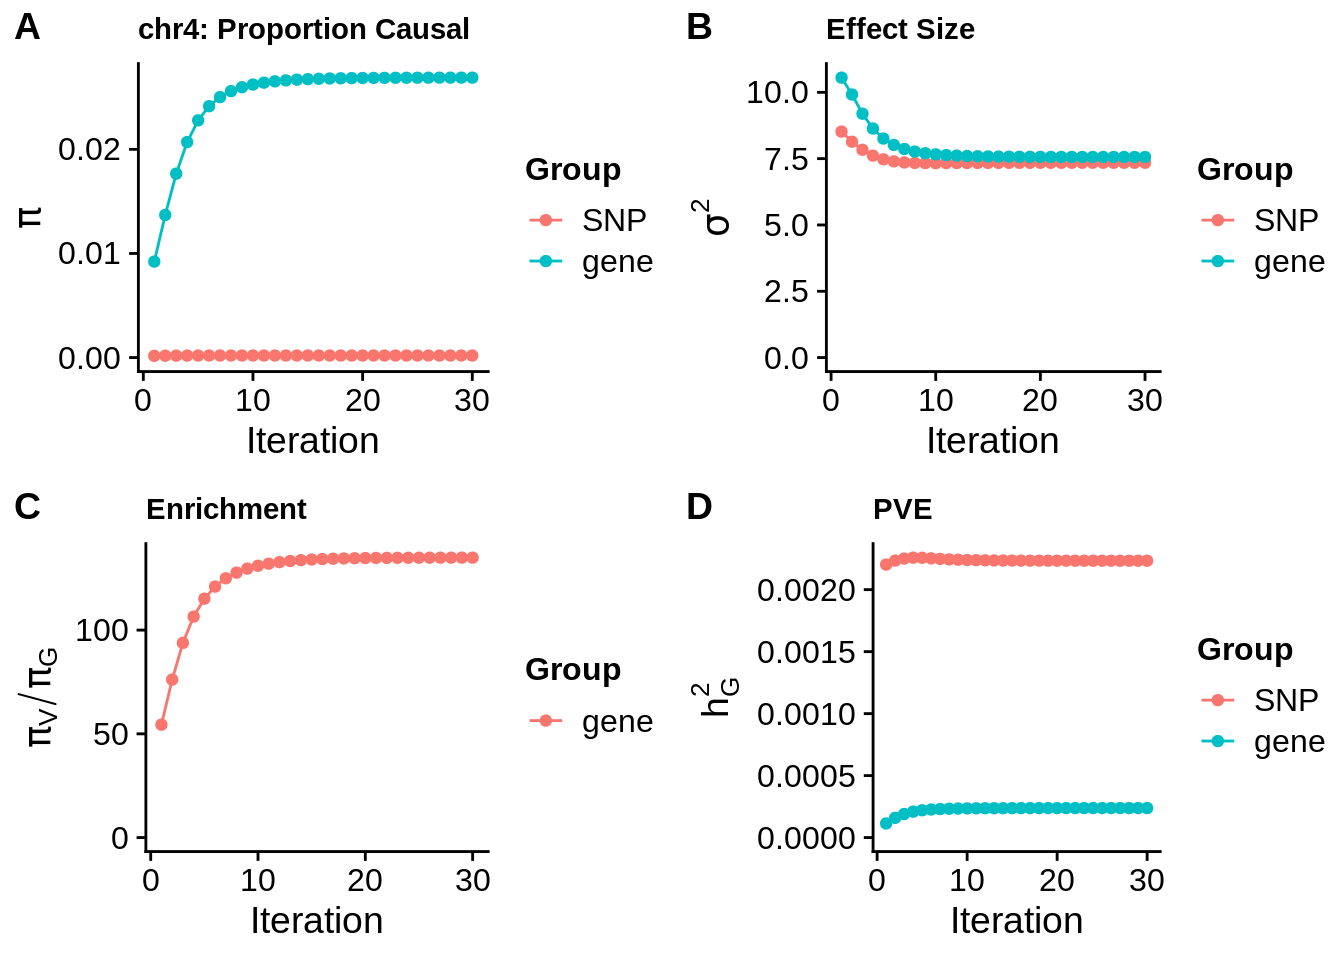 A
chr4: Proportion Causal
π
0.02
0.01
0.00
0 10 20 30
Iteration
Group
SNP
gene
B
Effect Size
σ²
10.0
7.5
5.0
2.5
0.0
0 10 20 30
Iteration
Group
SNP
gene
C
Enrichment
π_V/π_G
100
50
0
0 10 20 30
Iteration
Group
gene
D
PVE
h²_G
0.0020
0.0015
0.0010
0.0005
0.0000
0 10 20 30
Iteration
Group
SNP
gene